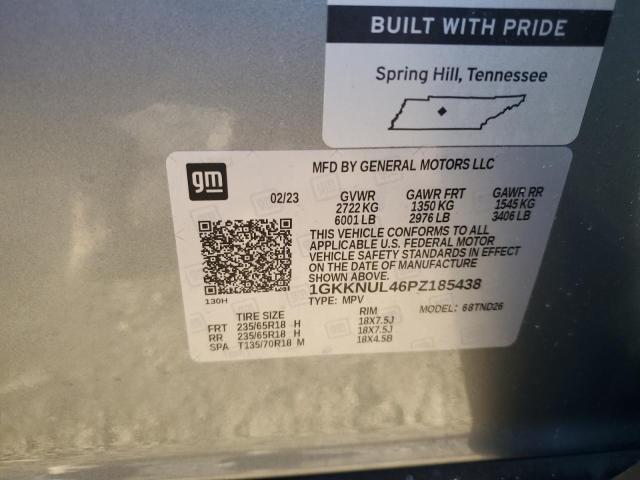 BUILT WITH PRIDE
Spring Hill, Tennessee
gm
MFD BY GENERAL MOTORS LLC
02/23 GVWR GAWR FRT GAWR RR
2722 KG 1350 KG 1545 KG
6001 LB 2976 LB 3406 LB
THIS VEHICLE CONFORMS TO ALL
APPLICABLE U.S. FEDERAL MOTOR
VEHICLE SAFETY STANDARDS IN EFFECT
ON THE DATE OF MANUFACTURE
SHOWN ABOVE.
1GKKNUL46PZ185438
130H
TYPE: MPV MODEL: 68TND26
TIRE SIZE RIM
FRT 235/65R18 H 18X7.5J
RR 235/65R18 H 18X7.5J
SPA T135/70R18 M 18X4.5B